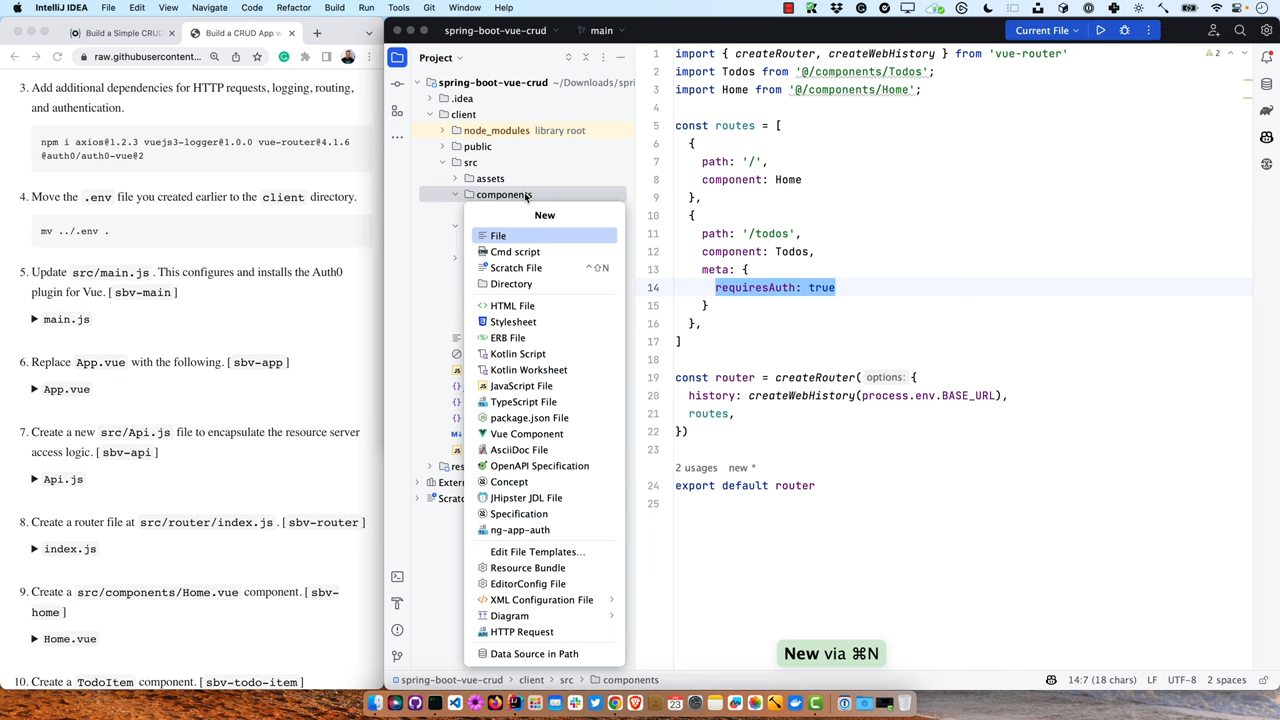 IntelliJ IDEA File Edit View Navigate Code Refactor Build Run Tools Git Window Help
Build a Simple CRUD
Build a CRUD App w
raw.githubusercontent...
3. Add additional dependencies for HTTP requests, logging, routing,
and authentication.
npm i axios@1.2.3 vuejs3-logger@1.0.0 vue-router@4.1.6
@auth0/auth0-vue@2
4. Move the .env file you created earlier to the client directory.
mv ../.env .
5. Update src/main.js . This configures and installs the Auth0
plugin for Vue. [ sbv-main ]
main.js
6. Replace App.vue with the following. [ sbv-app ]
App.vue
7. Create a new src/Api.js file to encapsulate the resource server
access logic. [ sbv-api ]
Api.js
8. Create a router file at src/router/index.js . [ sbv-router ]
index.js
9. Create a src/components/Home.vue component. [ sbv-
home ]
Home.vue
10. Create a TodoItem component. [ sbv-todo-item ]
spring-boot-vue-crud
main
Current File
Project
spring-boot-vue-crud ~/Downloads/spri
.idea
client
node_modules library root
public
src
assets
components
res
Extern
Scratc
New
File
Cmd script
Scratch File ⌃⇧N
Directory
HTML File
Stylesheet
ERB File
Kotlin Script
Kotlin Worksheet
JavaScript File
TypeScript File
package.json File
Vue Component
AsciiDoc File
OpenAPI Specification
Concept
JHipster JDL File
Specification
ng-app-auth
Edit File Templates...
Resource Bundle
EditorConfig File
XML Configuration File
Diagram
HTTP Request
Data Source in Path
2
1 import { createRouter, createWebHistory } from 'vue-router'
2 import Todos from '@/components/Todos';
3 import Home from '@/components/Home';
4
5 const routes = [
6 {
7 path: '/',
8 component: Home
9 },
10 {
11 path: '/todos',
12 component: Todos,
13 meta: {
14 requiresAuth: true
15 }
16 },
17 ]
18
19 const router = createRouter( options: {
20 history: createWebHistory(process.env.BASE_URL),
21 routes,
22 })
23
2 usages new *
24 export default router
25
New via ⌘N
spring-boot-vue-crud > client > src > components
14:7 (18 chars) LF UTF-8 2 spaces
23